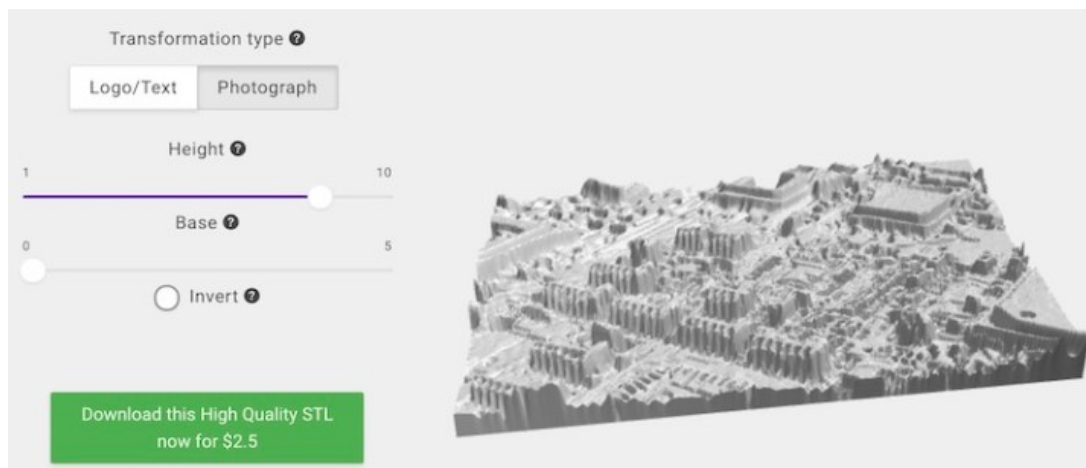 Transformation type ?
Logo/Text
Photograph
Height ?
1 10
Base ?
0 5
Invert ?
Download this High Quality STL
now for $2.5